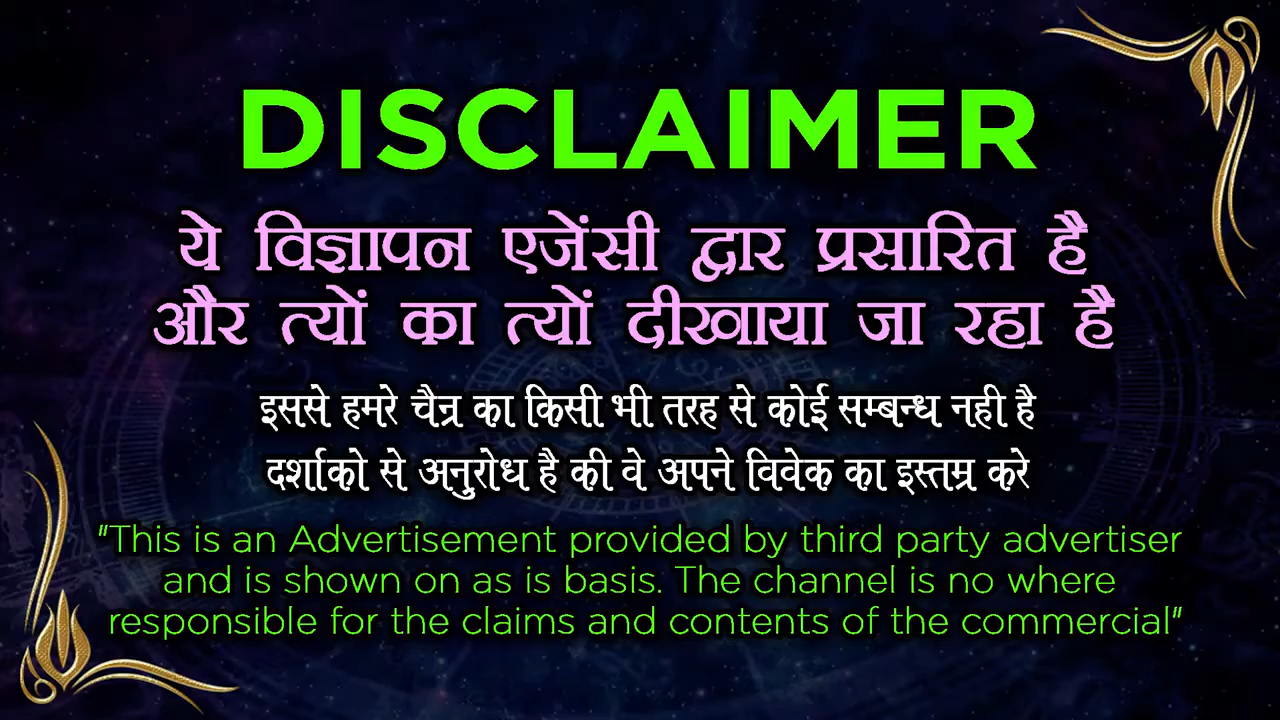 DISCLAIMER
ये विज्ञापन एजेंसी द्वार प्रसारित है
और त्यों का त्यों दीखाया जा रहा है
इससे हमरे चैन्र का किसी भी तरह से कोई सम्बन्ध नही है
दर्शाको से अनुरोध है की वे अपने विवेक का इस्तम्र करे
"This is an Advertisement provided by third party advertiser
and is shown on as is basis. The channel is no where
responsible for the claims and contents of the commercial"